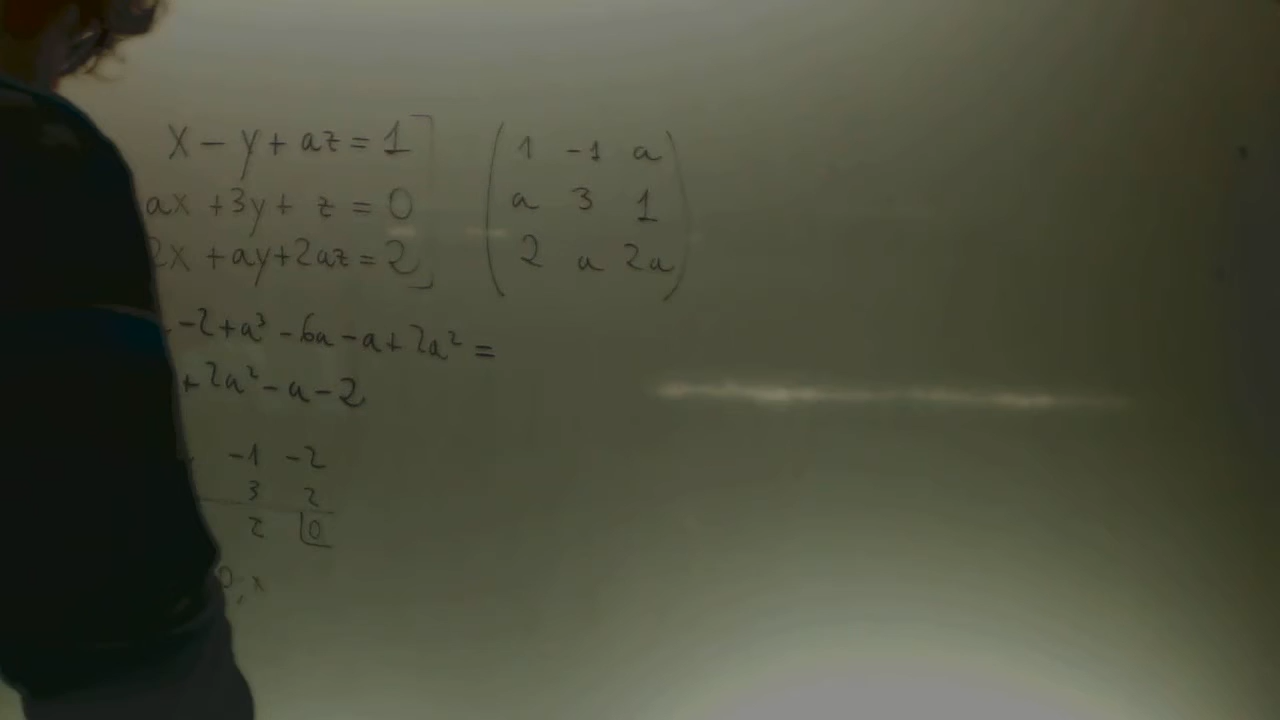 x - y + az = 1
ax + 3y + z = 0
2x + ay + 2az = 2
1 -1 a
a 3 1
2 a 2a
-2 + a³ - 6a - a + 2a² =
+ 2a² - a - 2
-1 -2
3 2
2 0
0, x